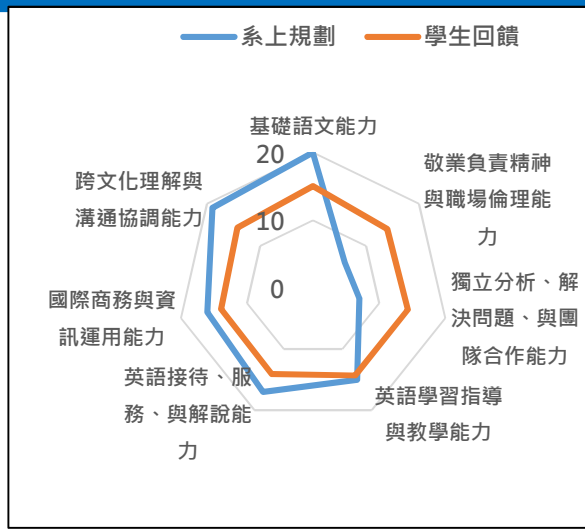 系上規劃 學生回饋
基礎語文能力
敬業負責精神
與職場倫理能
力
獨立分析、解
決問題、與團
隊合作能力
英語學習指導
與教學能力
英語接待、服
務、與解說能
力
國際商務與資
訊運用能力
跨文化理解與
溝通協調能力
20
10
0